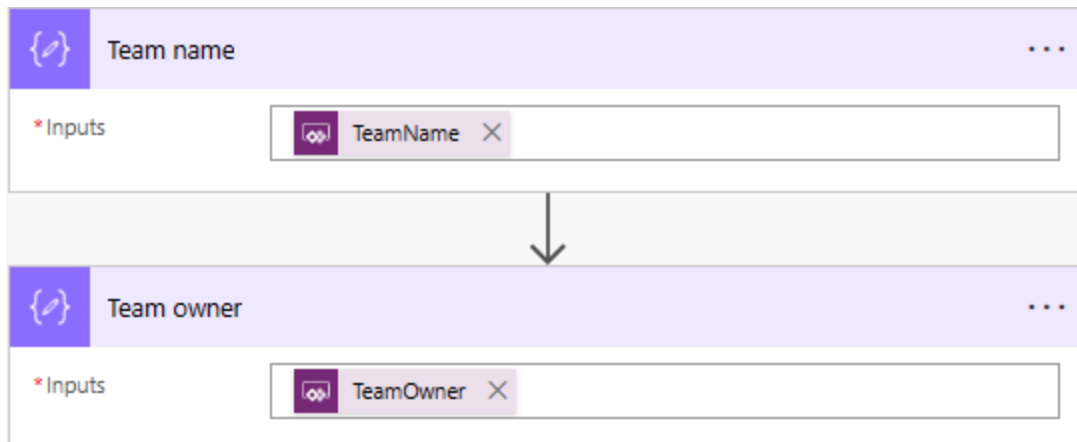 Team name
*Inputs
TeamName
Team owner
*Inputs
TeamOwner